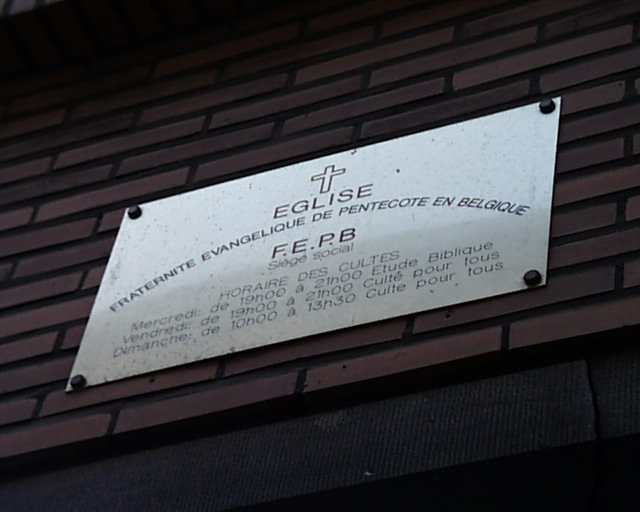 EGLISE
FRATERNITE EVANGELIQUE DE PENTECOTE EN BELGIQUE
F.E.P.B
Siége social
HORAIRE DES CULTES
Mercredi: de 19h00 à 21h00 Etude Biblique
Vendredi: de 19h00 à 21h00 Culte pour tous
Dimanche: de 10h00 à 13h30 Culte pour tous